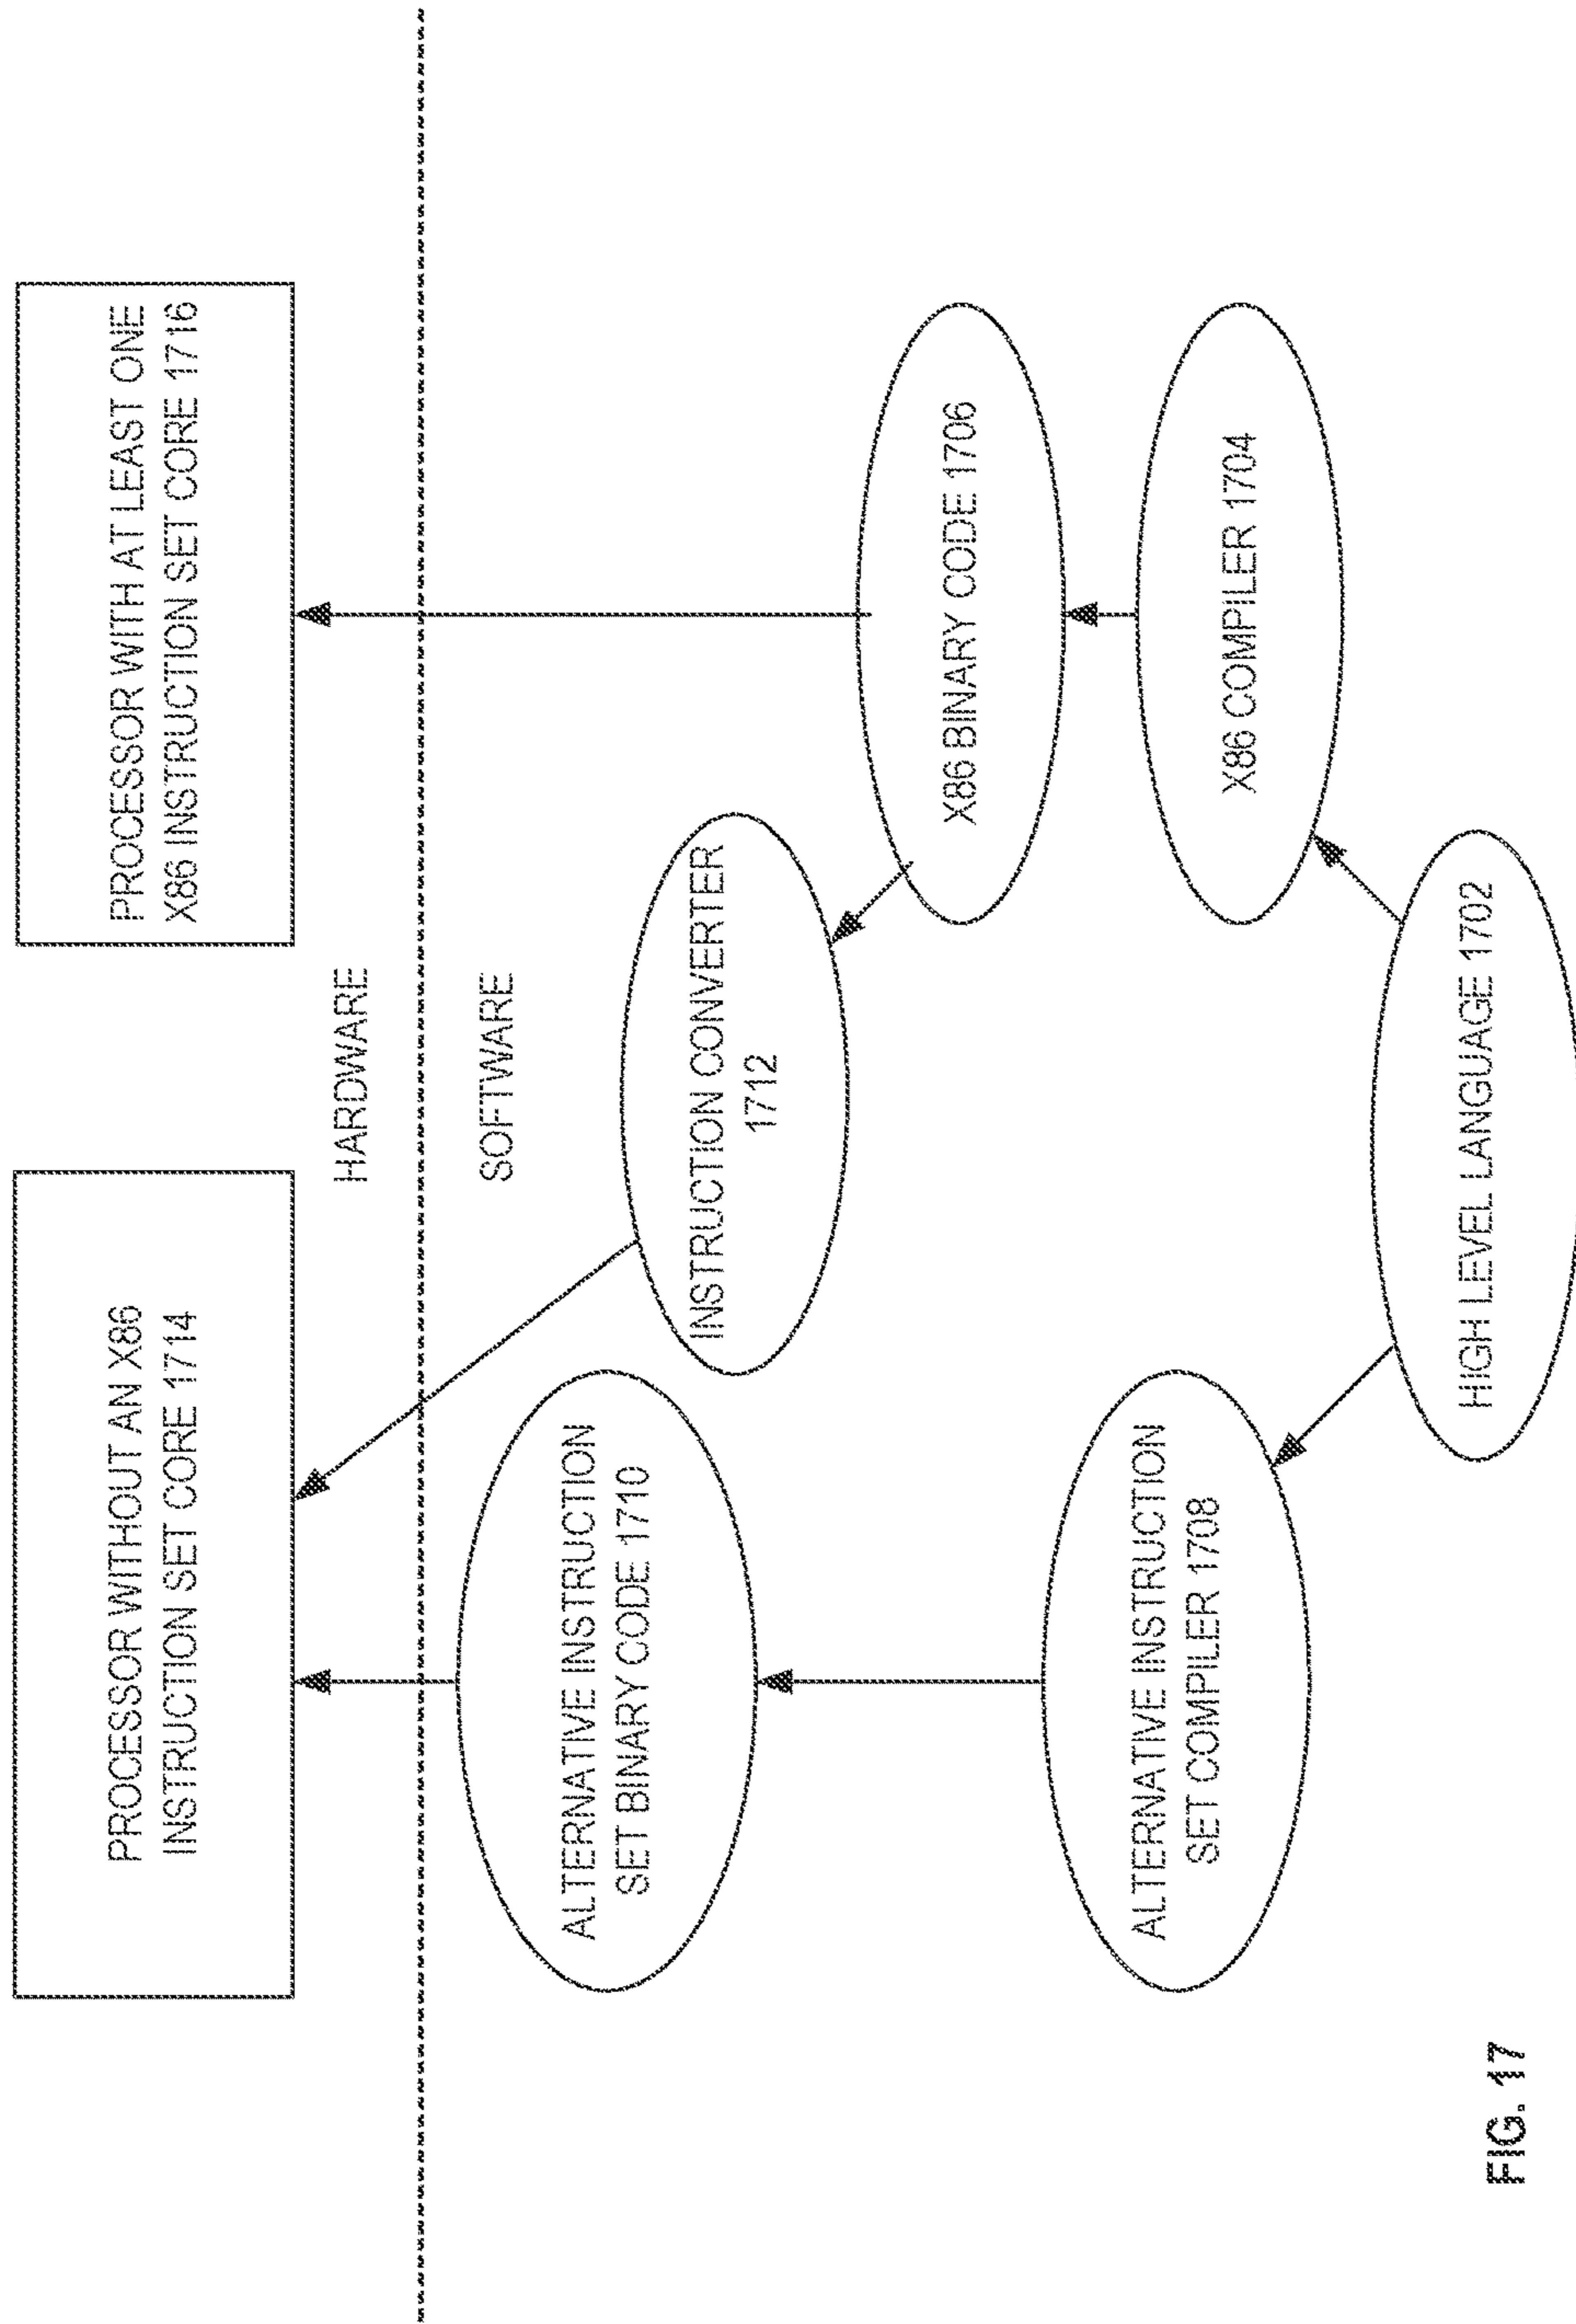 PROCESSOR WITHOUT AN X86
INSTRUCTION SET CORE 1714
PROCESSOR WITH AT LEAST ONE
X86 INSTRUCTION SET CORE 1716
HARDWARE
SOFTWARE
ALTERNATIVE INSTRUCTION
SET BINARY CODE 1710
INSTRUCTION CONVERTER
1712
X86 BINARY CODE 1706
ALTERNATIVE INSTRUCTION
SET COMPILER 1708
X86 COMPILER 1704
HIGH LEVEL LANGUAGE 1702
FIG. 17